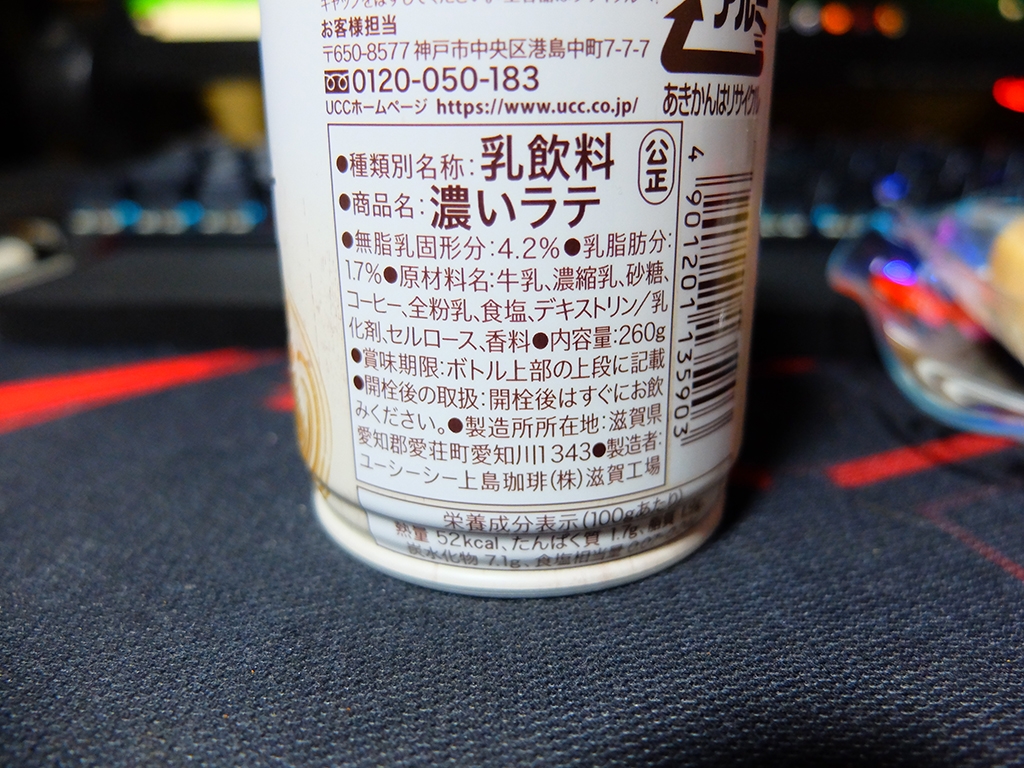 お客様担当
〒650-8577 神戸市中央区港島中町7-7-7
0120-050-183
UCCホームページ https://www.ucc.co.jp/
アルミ
あきかんはリサイクル
●種類別名称:乳飲料
公正
●商品名:濃いラテ
●無脂乳固形分:4.2%●乳脂肪分:
1.7%●原材料名:牛乳、濃縮乳、砂糖、
コーヒー、全粉乳、食塩、デキストリン/乳
化剤、セルロース、香料●内容量:260g
●賞味期限:ボトル上部の上段に記載
●開栓後の取扱:開栓後はすぐにお飲
みください。●製造所所在地:滋賀県
愛知郡愛荘町愛知川1343●製造者:
ユーシーシー上島珈琲(株)滋賀工場
4 901201 135903
栄養成分表示(100gあたり)
熱量 52kcal、たんぱく質 1.7g、
炭水化物 7.1g、食塩相当量